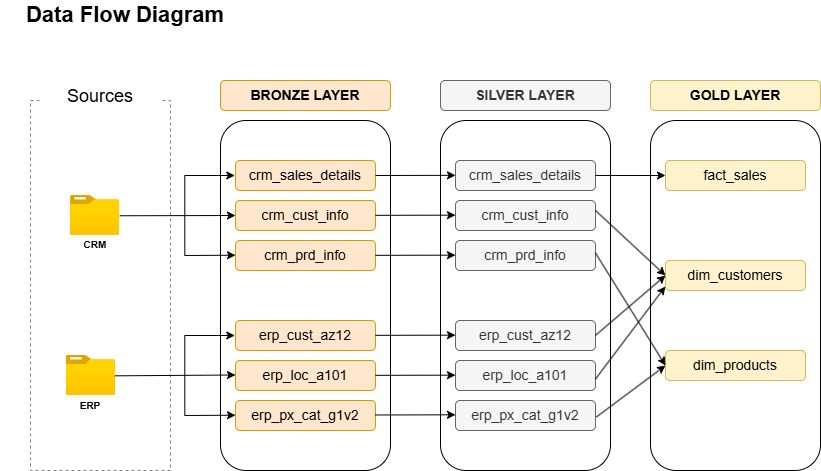 Data Flow Diagram
Sources
BRONZE LAYER
SILVER LAYER
GOLD LAYER
crm_sales_details
crm_sales_details
fact_sales
CRM
crm_cust_info
crm_cust_info
crm_prd_info
crm_prd_info
dim_customers
erp_cust_az12
erp_cust_az12
ERP
erp_loc_a101
erp_loc_a101
dim_products
erp_px_cat_g1v2
erp_px_cat_g1v2